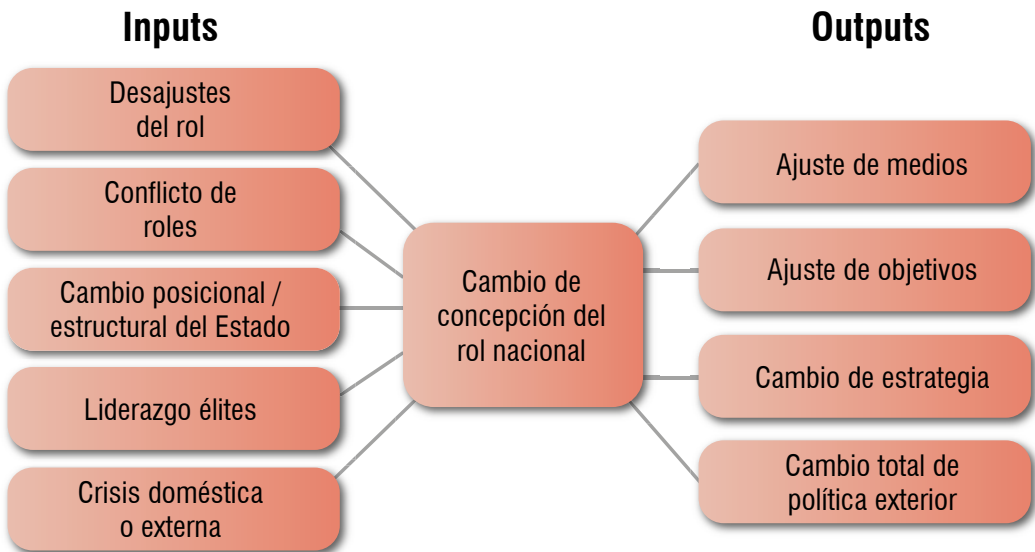 Inputs
Outputs
Desajustes
del rol
Conflicto de
roles
Cambio posicional /
estructural del Estado
Liderazgo élites
Crisis doméstica
o externa
Cambio de
concepción del
rol nacional
Ajuste de medios
Ajuste de objetivos
Cambio de estrategia
Cambio total de
política exterior